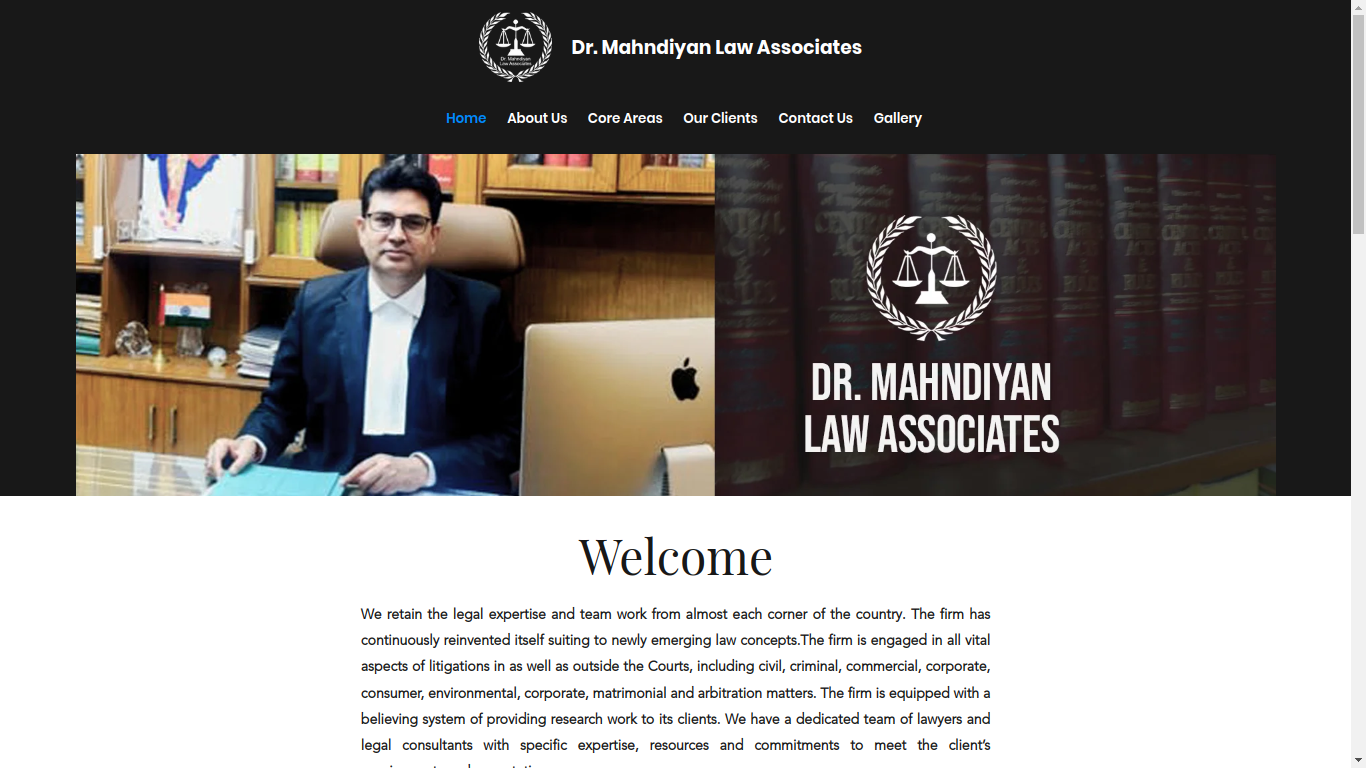 Dr. Mahndiyan
Law Associates
Dr. Mahndiyan Law Associates
Home About Us Core Areas Our Clients Contact Us Gallery
CENTRAL
ACTS
&
RULES
DR. MAHNDIYAN
LAW ASSOCIATES
Welcome
We retain the legal expertise and team work from almost each corner of the country. The firm has
continuously reinvented itself suiting to newly emerging law concepts.The firm is engaged in all vital
aspects of litigations in as well as outside the Courts, including civil, criminal, commercial, corporate,
consumer, environmental, corporate, matrimonial and arbitration matters. The firm is equipped with a
believing system of providing research work to its clients. We have a dedicated team of lawyers and
legal consultants with specific expertise, resources and commitments to meet the client’s